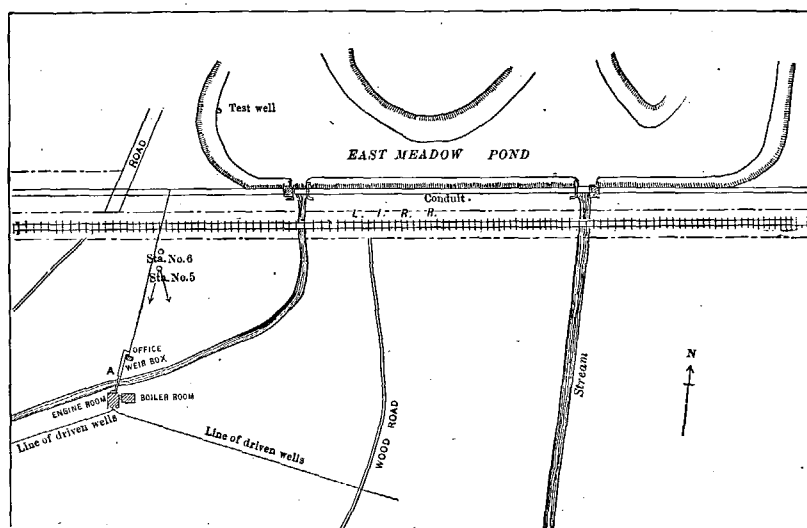 Test well
ROAD
EAST MEADOW POND
Conduit.
L. I. R. R.
Sta. No. 6
Sta. No. 5
OFFICE
WEIR BOX
A
N
ENGINE ROOM
BOILER ROOM
Line of driven wells
Line of driven wells
WOOD ROAD
Stream